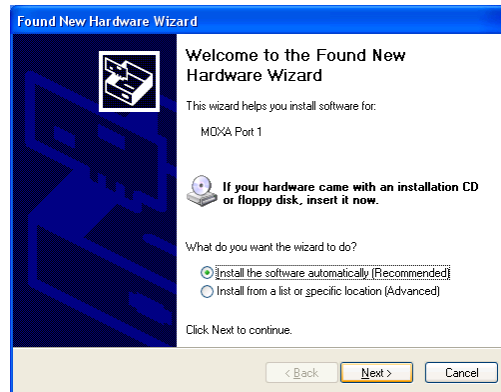 Found New Hardware Wizard
Welcome to the Found New
Hardware Wizard
This wizard helps you install software for:
MOXA Port 1
If your hardware came with an installation CD
or floppy disk, insert it now.
What do you want the wizard to do?
Install the software automatically (Recommended)
Install from a list or specific location (Advanced)
Click Next to continue.
< Back Next > Cancel